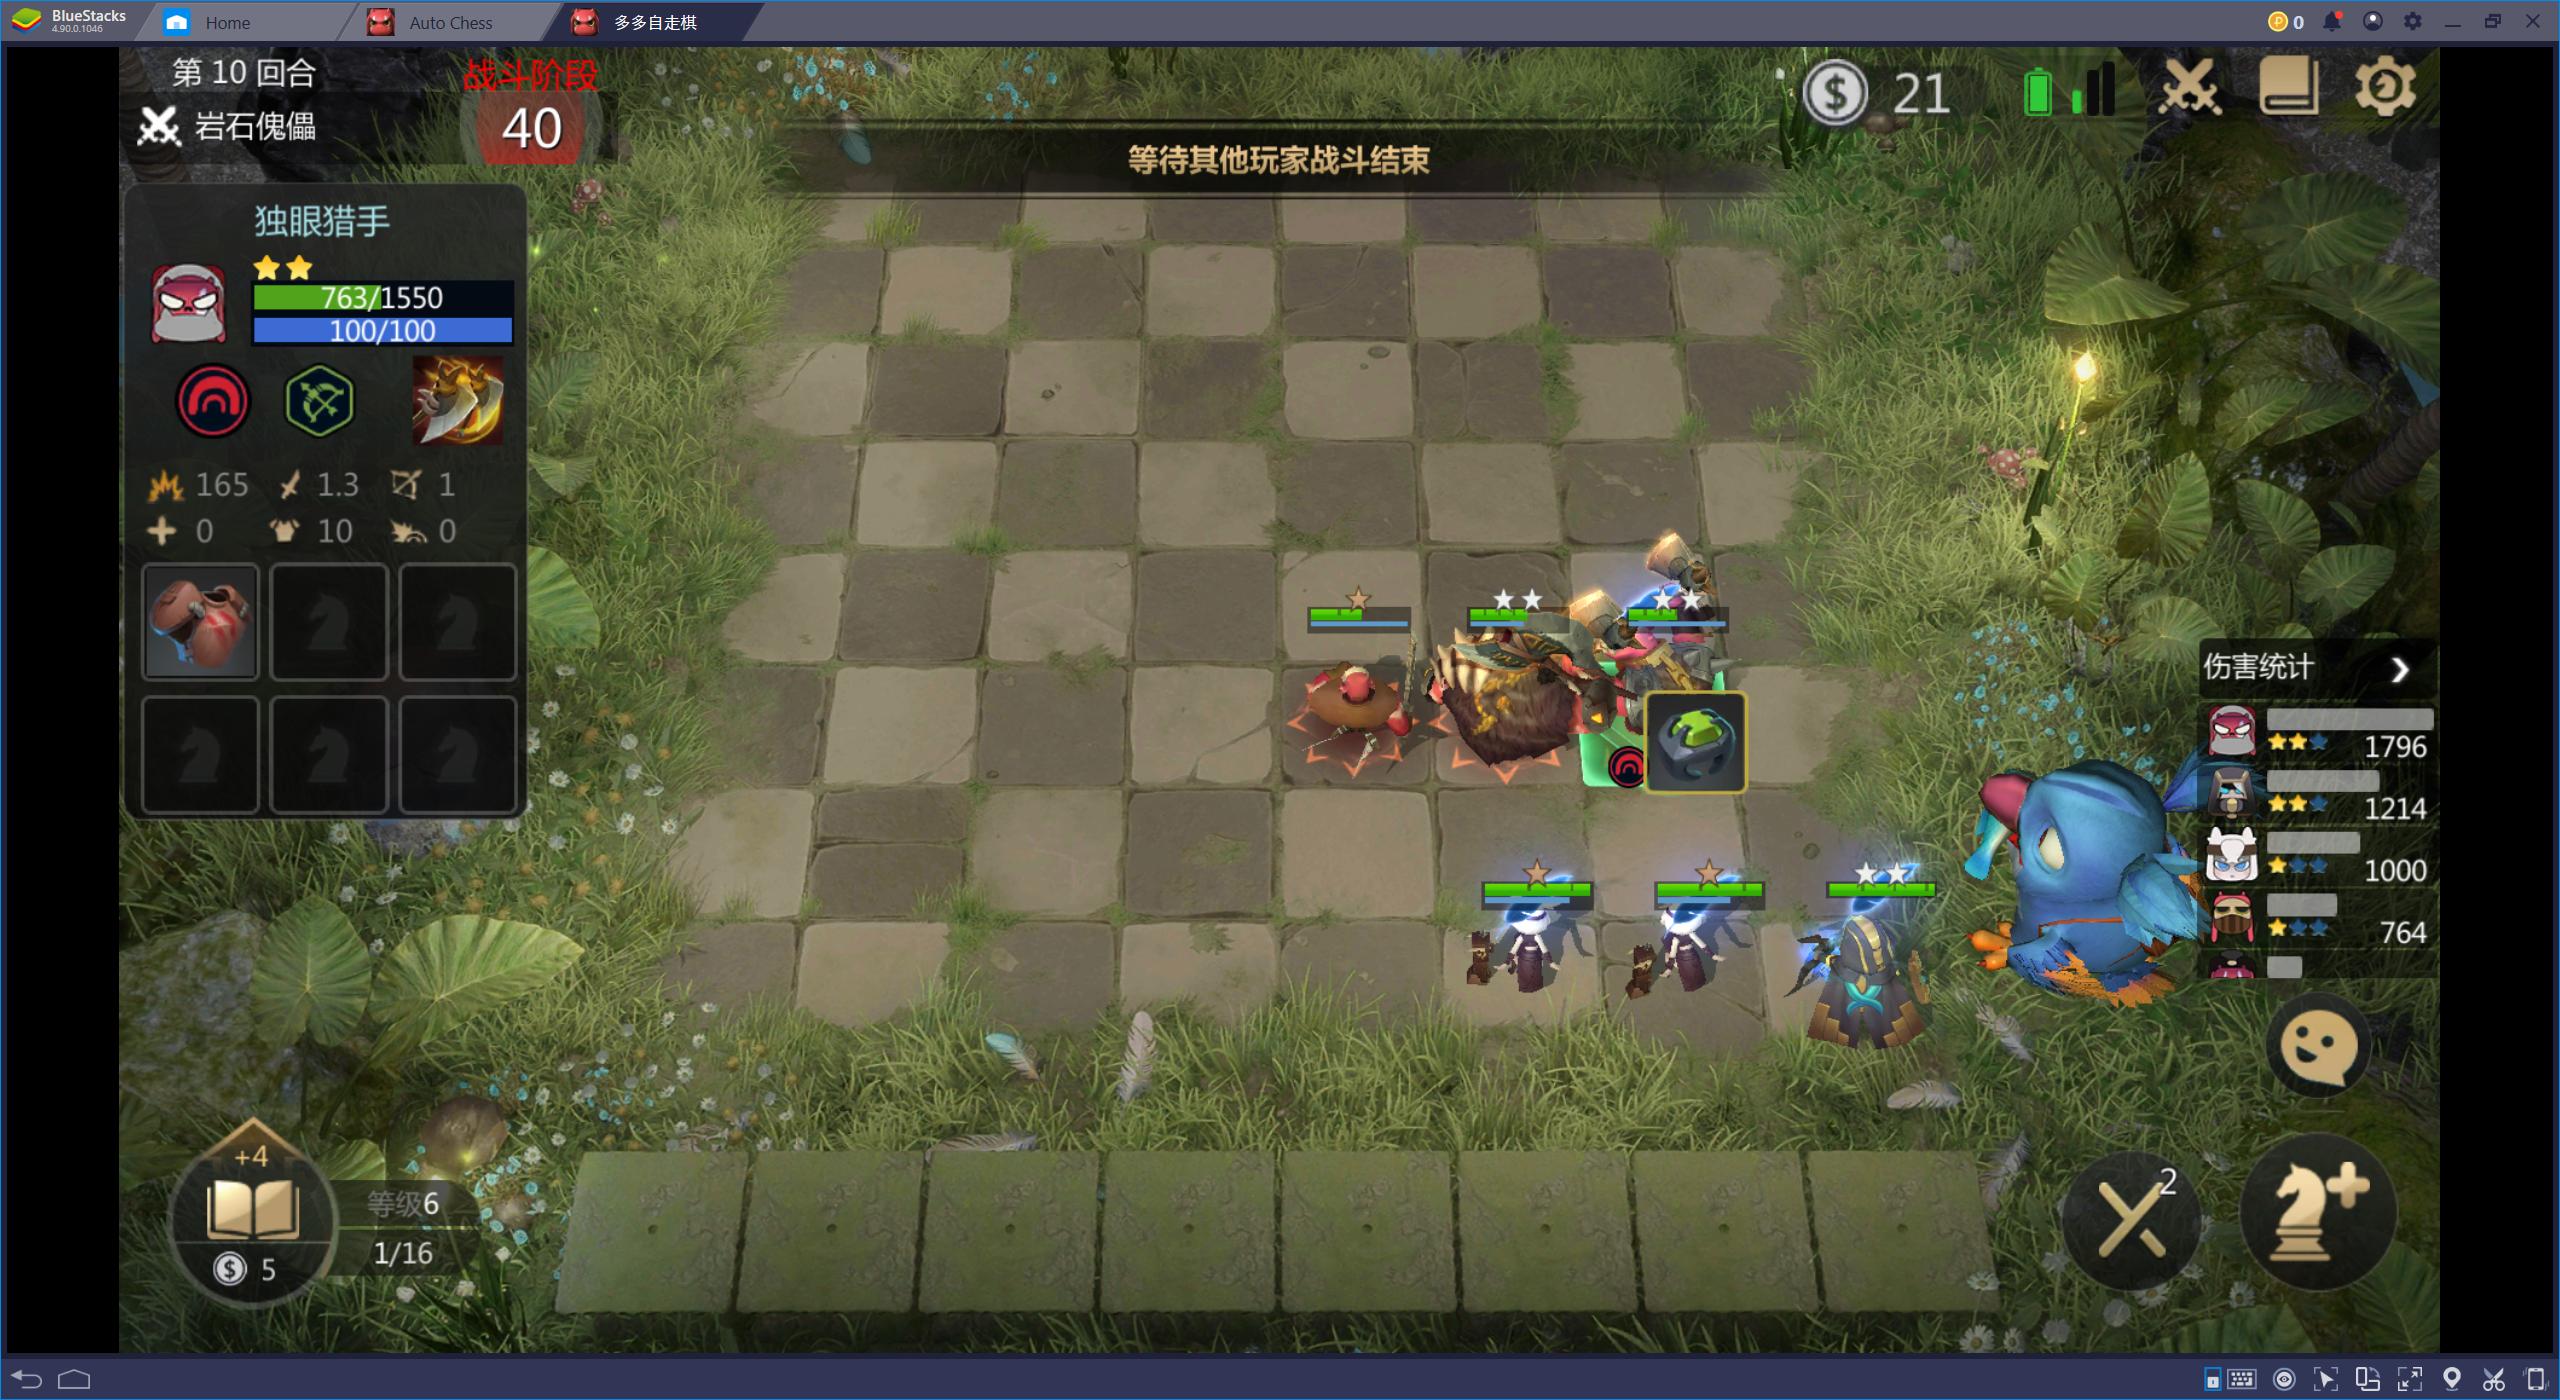 BlueStacks
4.90.0.1046
Home
Auto Chess
多多自走棋
0
第 10 回合
战斗阶段
岩石傀儡
40
等待其他玩家战斗结束
21
独眼猎手
763/1550
100/100
165
1.3
1
0
10
0
伤害统计
1796
1214
1000
764
+4
等级6
1/16
5
2